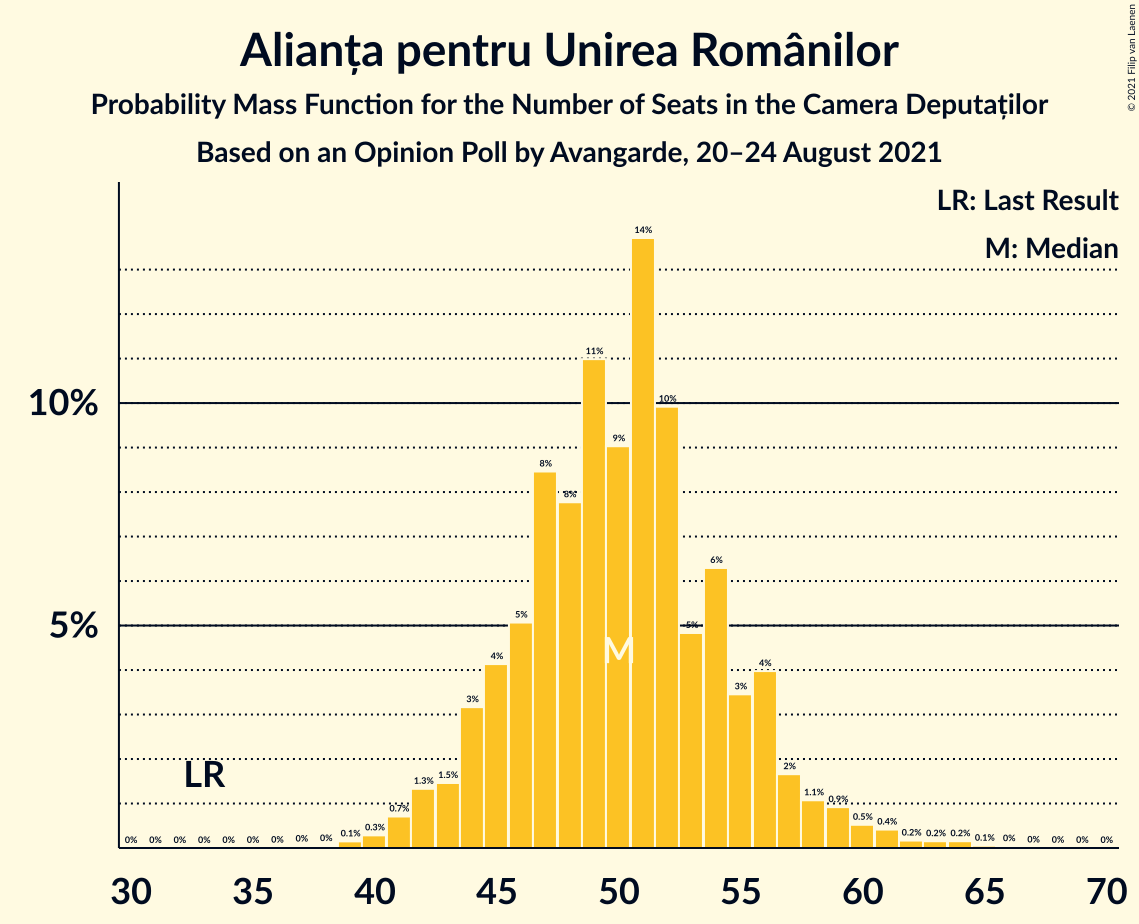 Alianța pentru Unirea Românilor
Probability Mass Function for the Number of Seats in the Camera Deputaților
Based on an Opinion Poll by Avangarde, 20–24 August 2021
© 2021 Filip van Laenen
LR: Last Result
M: Median
14%
11%
10%
10%
9%
8%
8%
6%
5%
5%
5%
M
4%
4%
3%
3%
LR
2%
1.3%
1.5%
1.1%
0.9%
0.7%
0.5%
0.4%
0.3%
0% 0% 0% 0% 0% 0% 0% 0% 0% 0.1% 0.2% 0.2% 0.2% 0.1% 0% 0% 0% 0% 0%
30 35 40 45 50 55 60 65 70